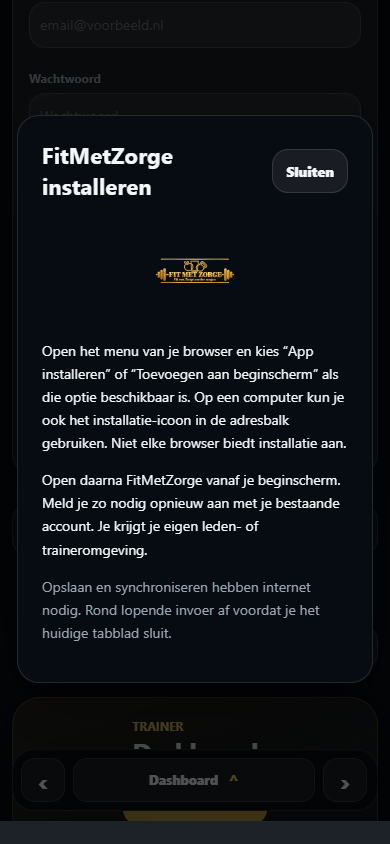 email@voorbeeld.nl
Wachtwoord
Wachtwoord
FitMetZorge
installeren
Sluiten
FIT MET ZORGE
Open het menu van je browser en kies “App
installeren” of “Toevoegen aan beginscherm” als
die optie beschikbaar is. Op een computer kun je
ook het installatie-icoon in de adresbalk
gebruiken. Niet elke browser biedt installatie aan.
Open daarna FitMetZorge vanaf je beginscherm.
Meld je zo nodig opnieuw aan met je bestaande
account. Je krijgt je eigen leden- of
traineromgeving.
Opslaan en synchroniseren hebben internet
nodig. Rond lopende invoer af voordat je het
huidige tabblad sluit.
TRAINER
Dashboard
‹ Dashboard ^ ›